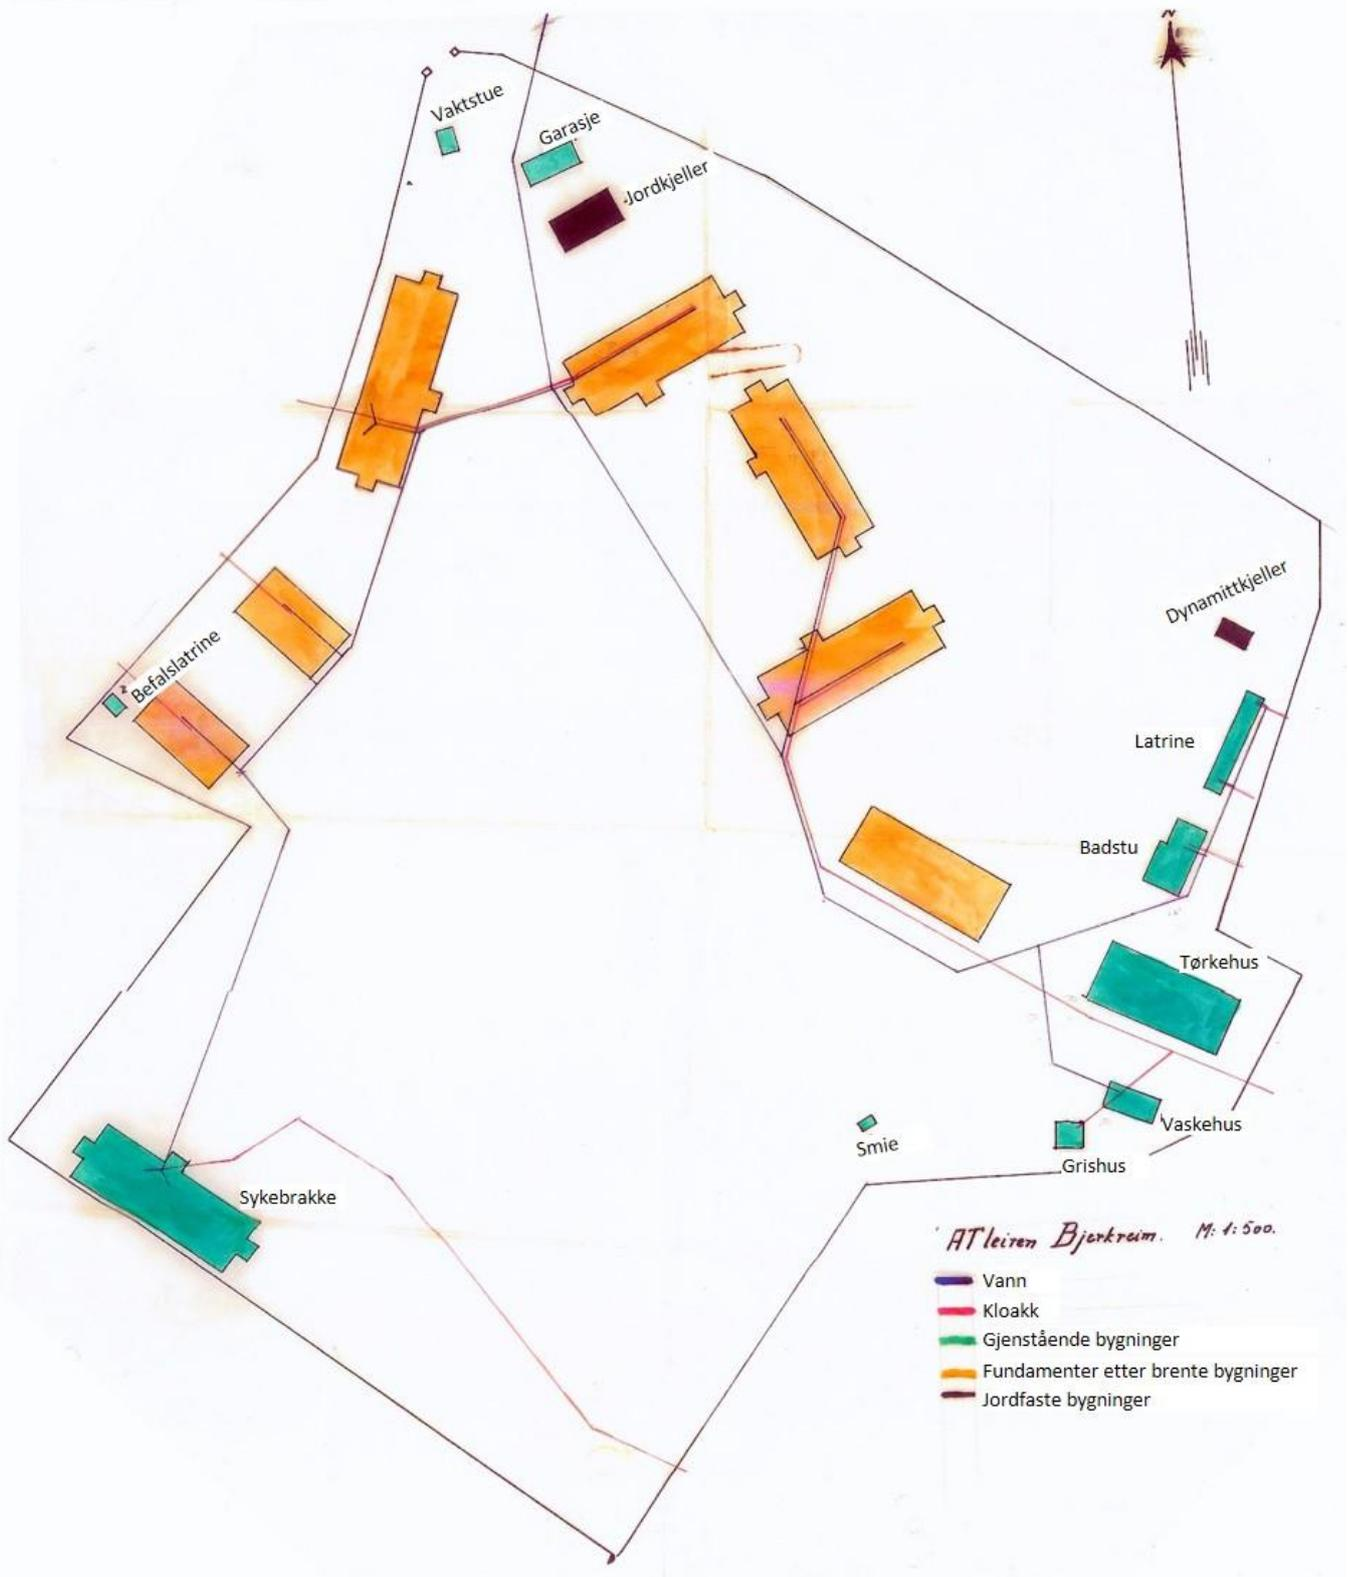 N
Vaktstue
Garasje
Jordkjeller
Dynamittkjeller
Befalslatrine
Latrine
Badstu
Tørkehus
Vaskehus
Smie
Grishus
Sykebrakke
AT leiren Bjerkreim. M: 1:500.
Vann
Kloakk
Gjenstående bygninger
Fundamenter etter brente bygninger
Jordfaste bygninger